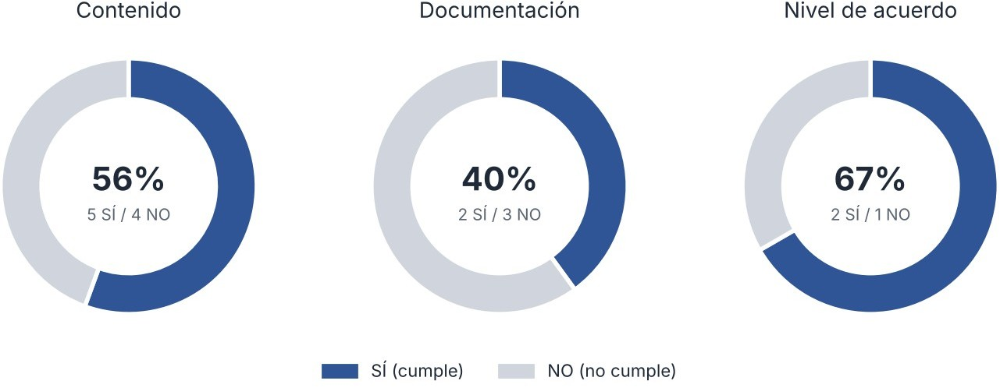 Contenido
Documentación
Nivel de acuerdo
56%
5 SÍ / 4 NO
40%
2 SÍ / 3 NO
67%
2 SÍ / 1 NO
SÍ (cumple)
NO (no cumple)